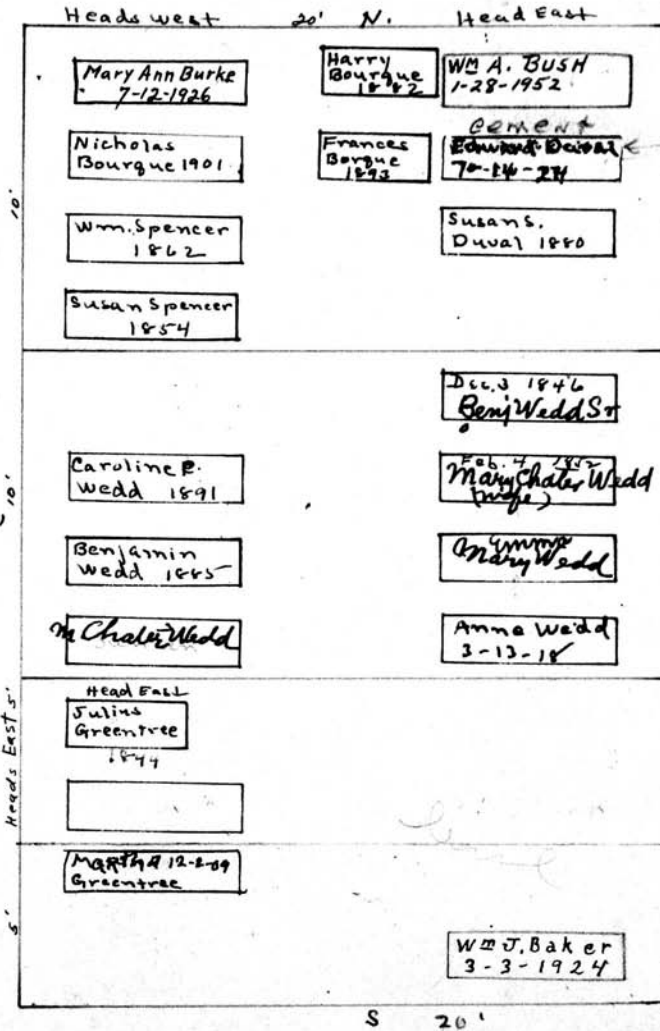 Heads west 20' N. Head East
Mary Ann Burke
7-12-1926
Harry
Bourque
1882
Wm A. BUSH
1-28-1952
Nicholas
Bourque 1901
Frances
Borque
1893
cement
Edward Duval
Wm. Spencer
1862
Susan S.
Duval 1880
Susan Spencer
1854
10'
Dec. 3 1846
Benj Wedd Sr
Caroline E.
Wedd 1891
Feb. 4 1852
Mary Chater Wedd
(wife)
Benjamin
Wedd 1885
Emma
Mary Wedd
M Chater Wedd
Anne Wedd
3-13-18
10'
Head East
Julius
Greentree
1844
Heads East 5'
Martha 12-2-09
Greentree
Wm J. Baker
3-3-1924
5'
S 20'